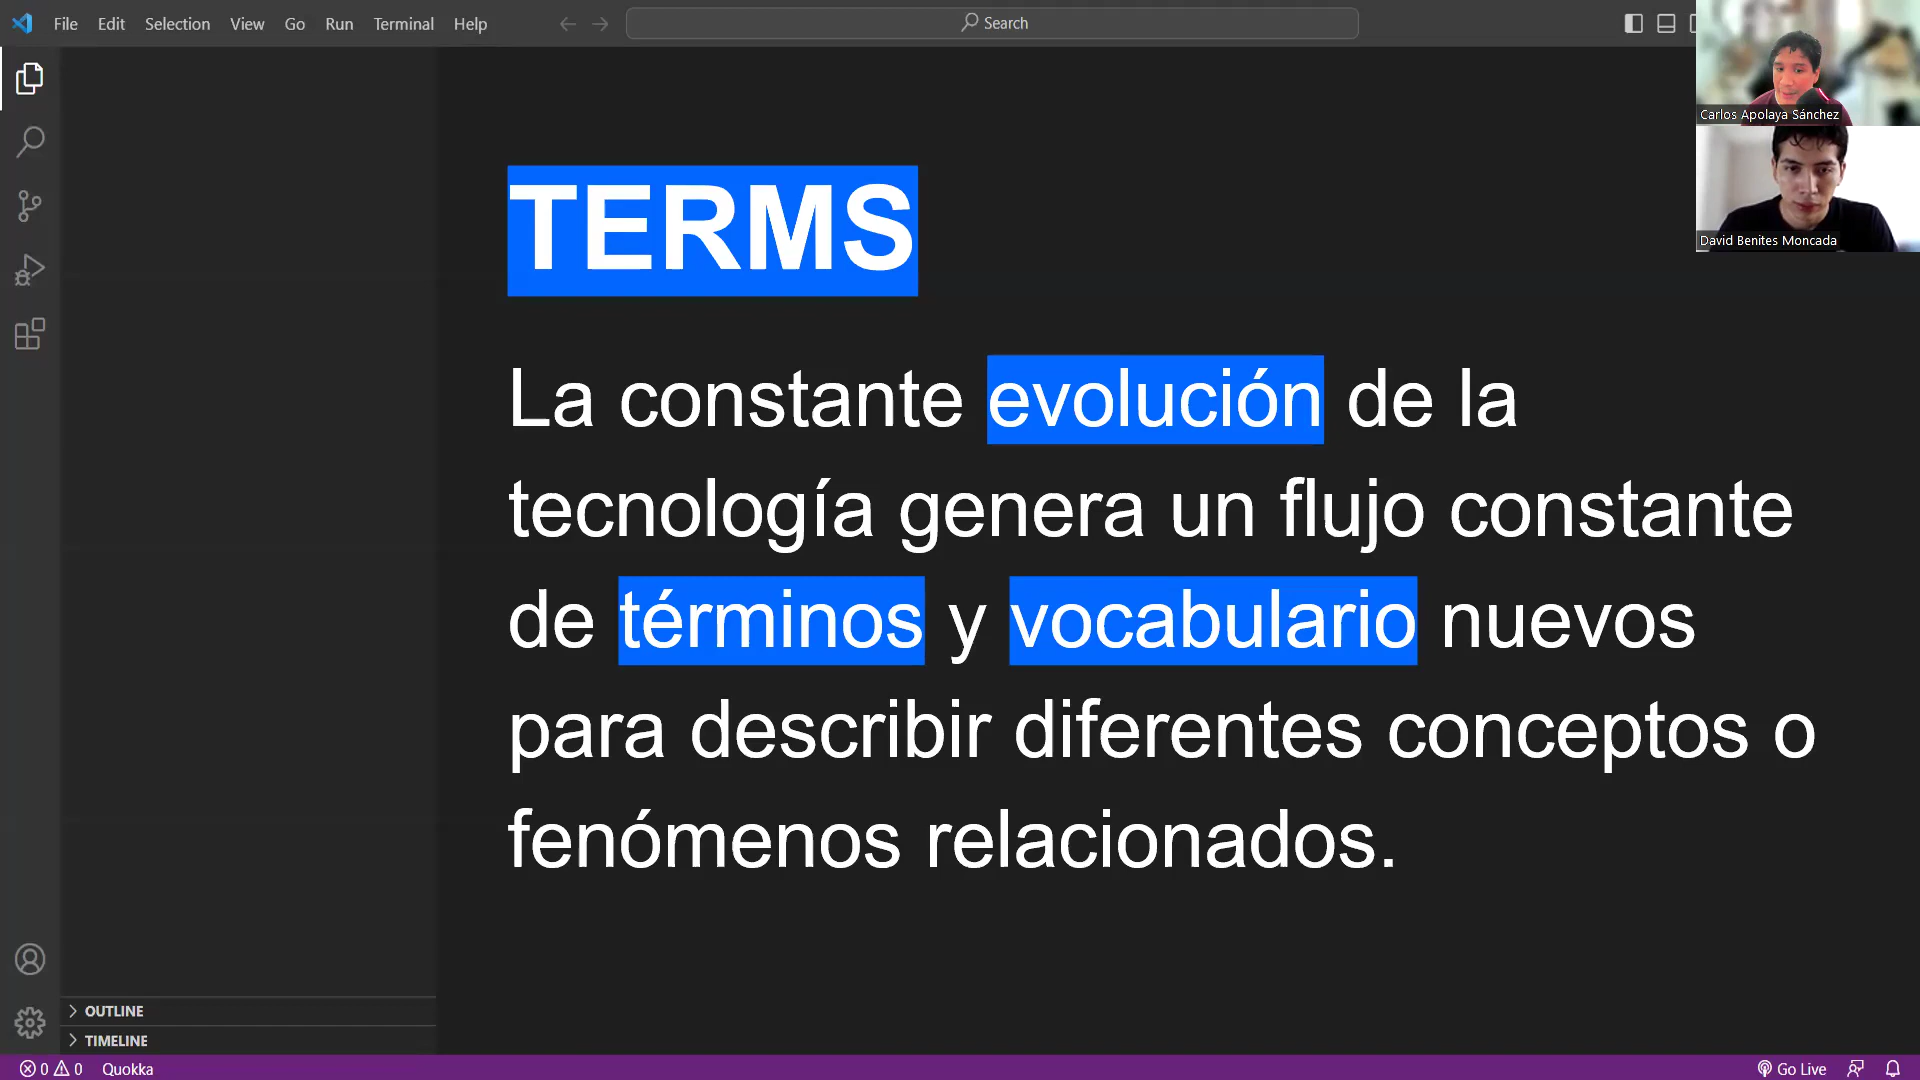 File Edit Selection View Go Run Terminal Help
Search
Carlos Apolaya Sánchez
David Benites Moncada
TERMS
La constante evolución de la
tecnología genera un flujo constante
de términos y vocabulario nuevos
para describir diferentes conceptos o
fenómenos relacionados.
OUTLINE
TIMELINE
0 0 Quokka
Go Live